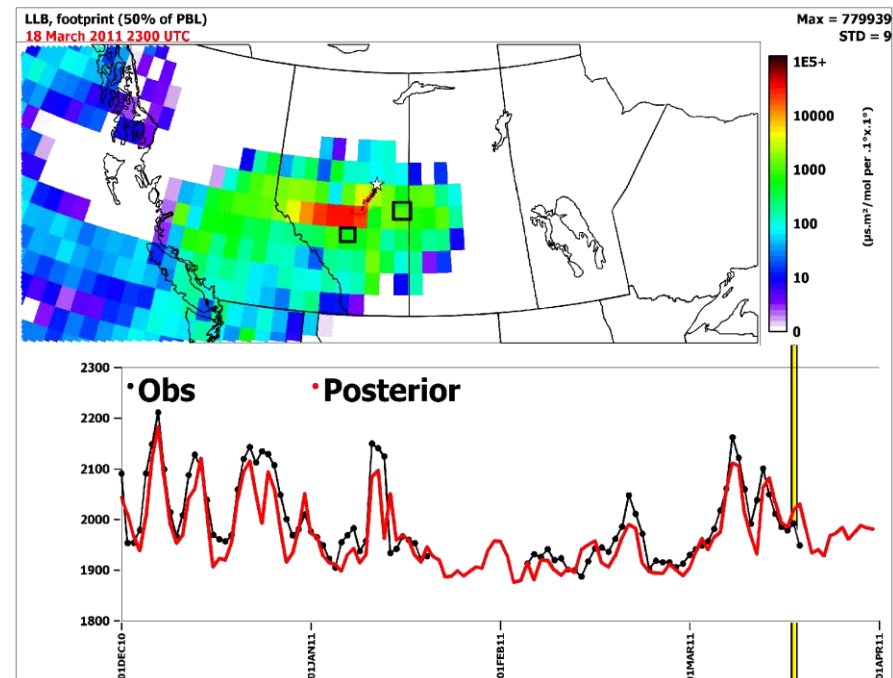 LLB, footprint (50% of PBL)
18 March 2011 2300 UTC
Max = 779939
STD = 9
1E5+
10000
1000
100
10
0
(µs.m²/mol per .1°x.1°)
2300
2200
2100
2000
1900
1800
Obs
Posterior
01DEC10
01JAN11
01FEB11
01MAR11
01APR11